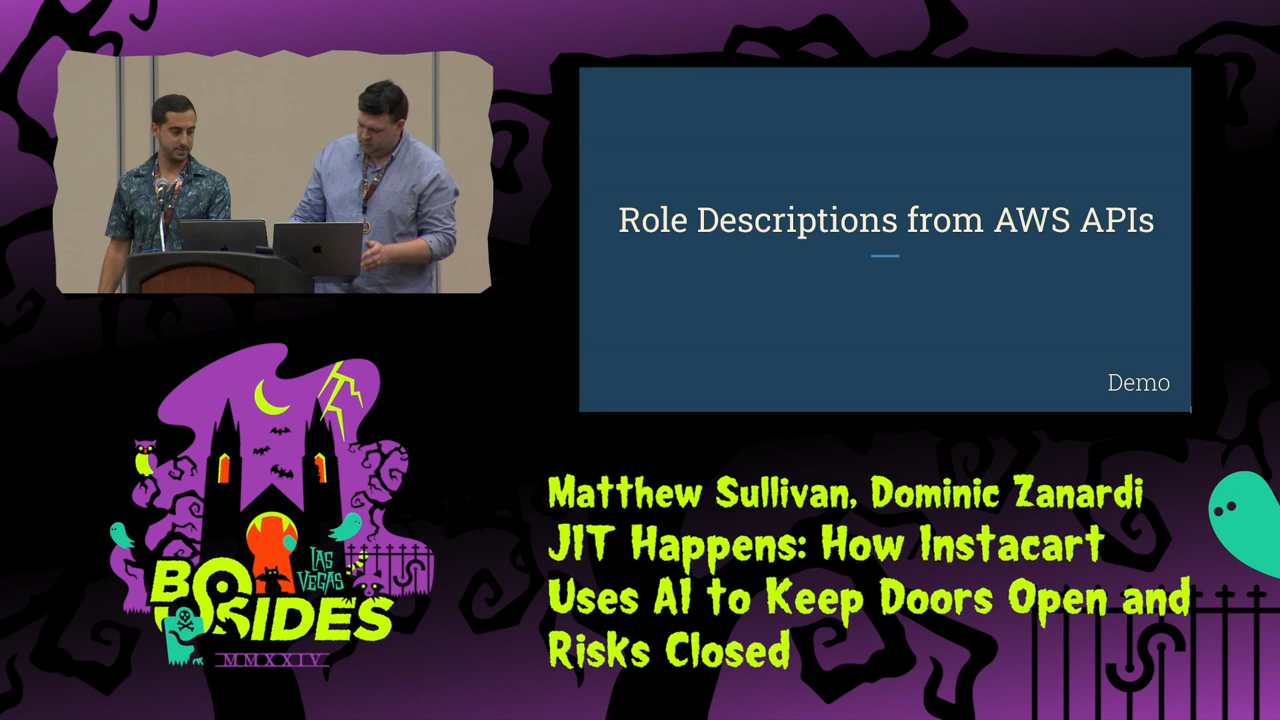 Role Descriptions from AWS APIs
Demo
LAS
VEGAS
BSIDES
MMXXIV
Matthew Sullivan, Dominic Zanardi
JIT Happens: How Instacart
Uses AI to Keep Doors Open and
Risks Closed